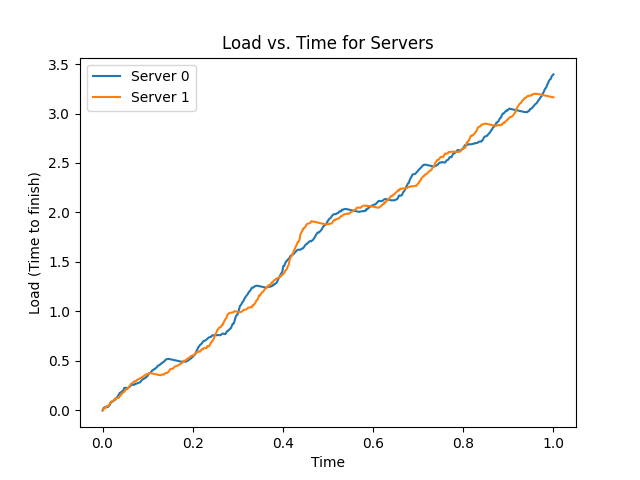 Load vs. Time for Servers
Server 0
Server 1
Load (Time to finish)
3.5
3.0
2.5
2.0
1.5
1.0
0.5
0.0
0.0 0.2 0.4 0.6 0.8 1.0
Time